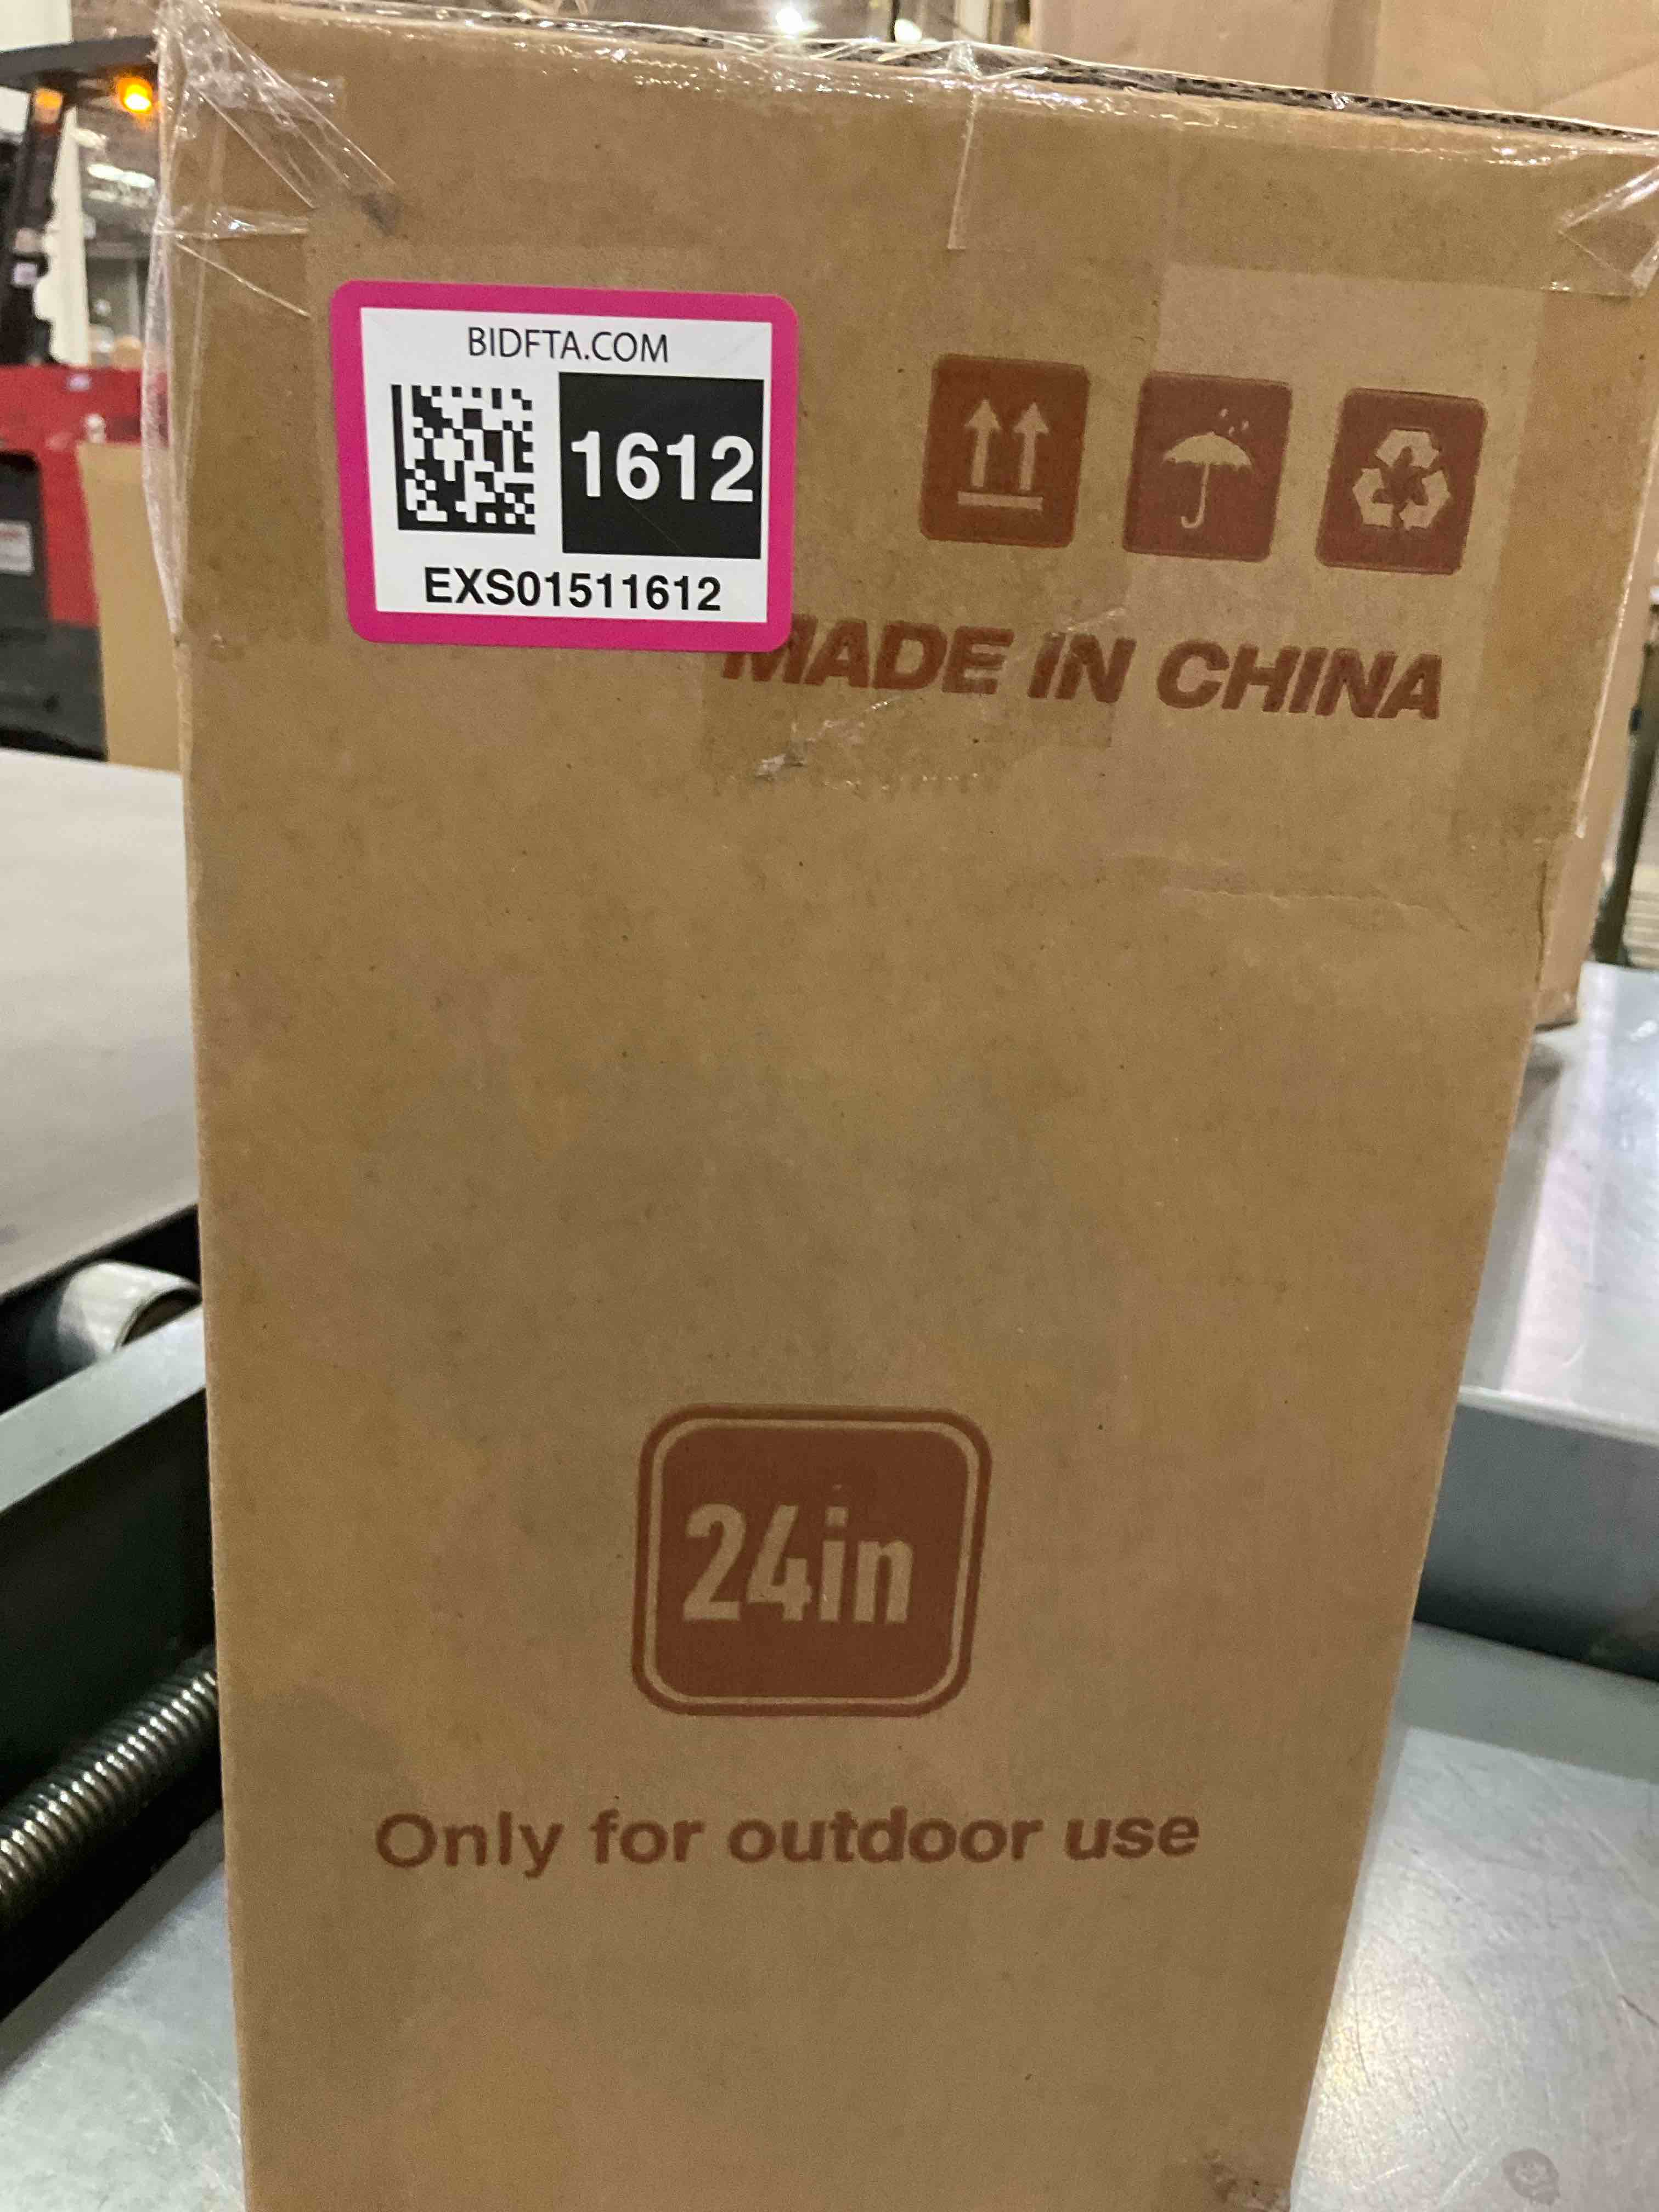 BIDFTA.COM
1612
EXS01511612
MADE IN CHINA
24in
Only for outdoor use